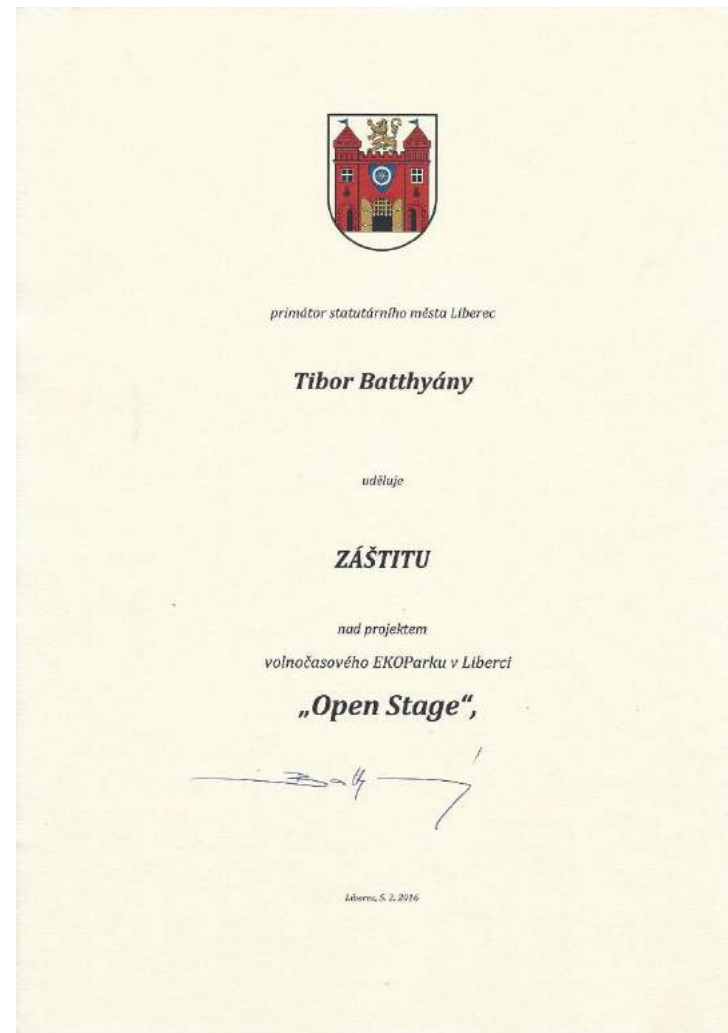 primátor statutárního města Liberec
Tibor Batthyány
uděluje
ZÁŠTITU
nad projektem
volnočasového EKOParku v Liberci
„Open Stage“,
Liberec, 5. 2. 2016